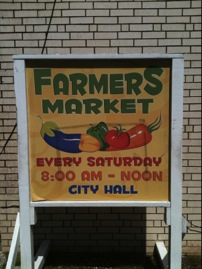 FARMERS
MARKET
EVERY SATURDAY
8:00 AM - NOON
CITY HALL